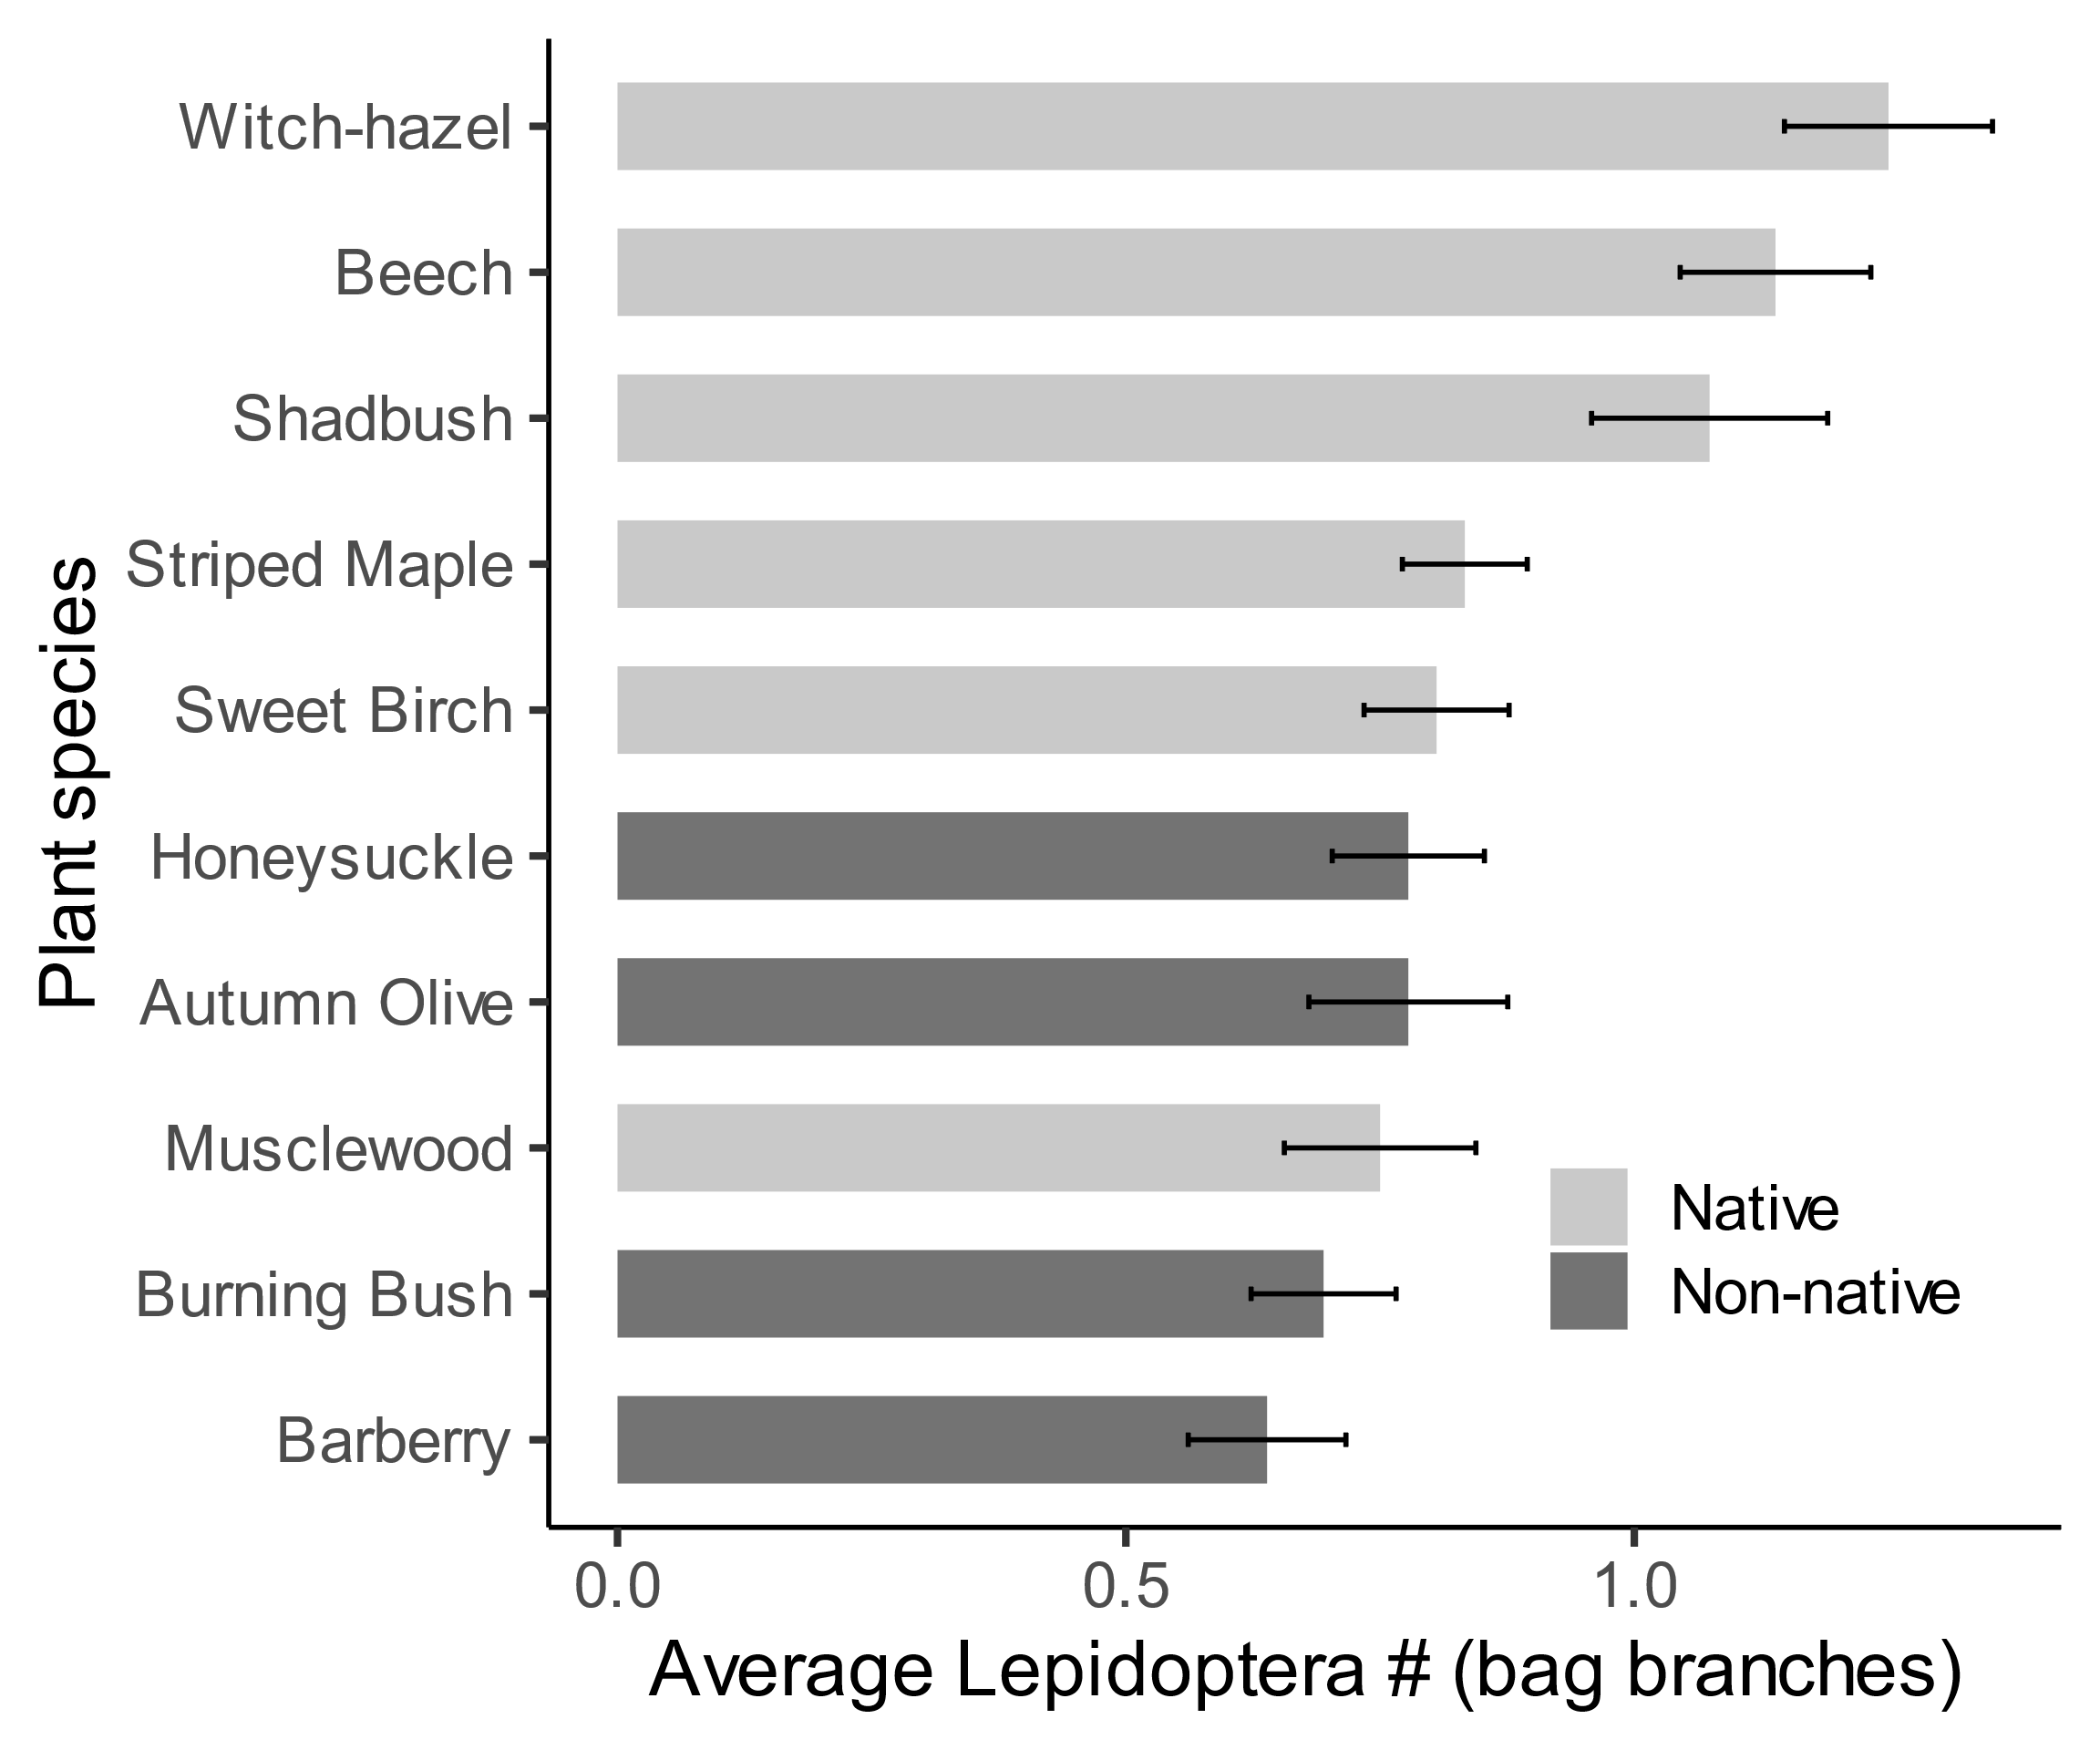 Witch-hazel
Beech
Shadbush
Striped Maple
Sweet Birch
Honeysuckle
Autumn Olive
Musclewood
Burning Bush
Barberry
Plant species
Native
Non-native
0.0 0.5 1.0
Average Lepidoptera # (bag branches)